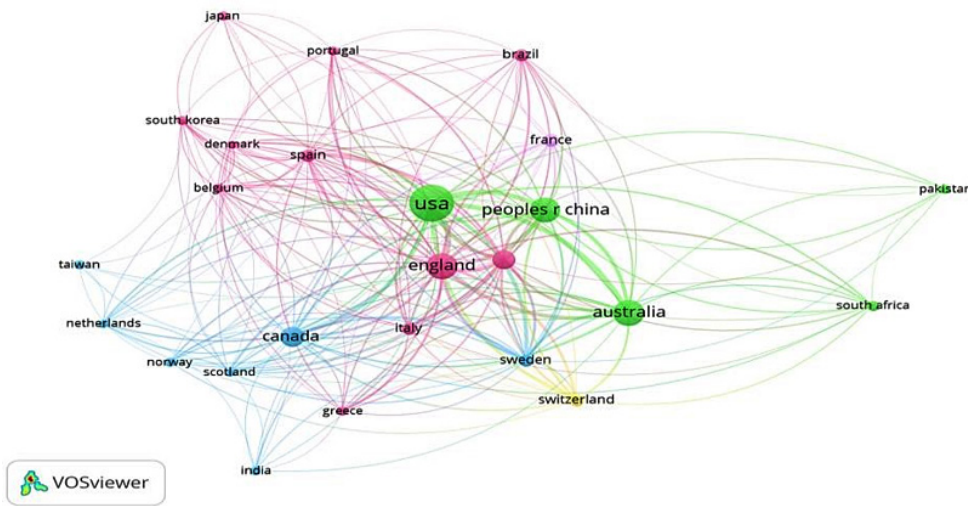 japan
portugal
brazil
south korea
denmark
spain
france
belgium
pakistan
usa
peoples r china
england
taiwan
south africa
australia
netherlands
italy
canada
norway
scotland
sweden
switzerland
greece
india
VOSviewer